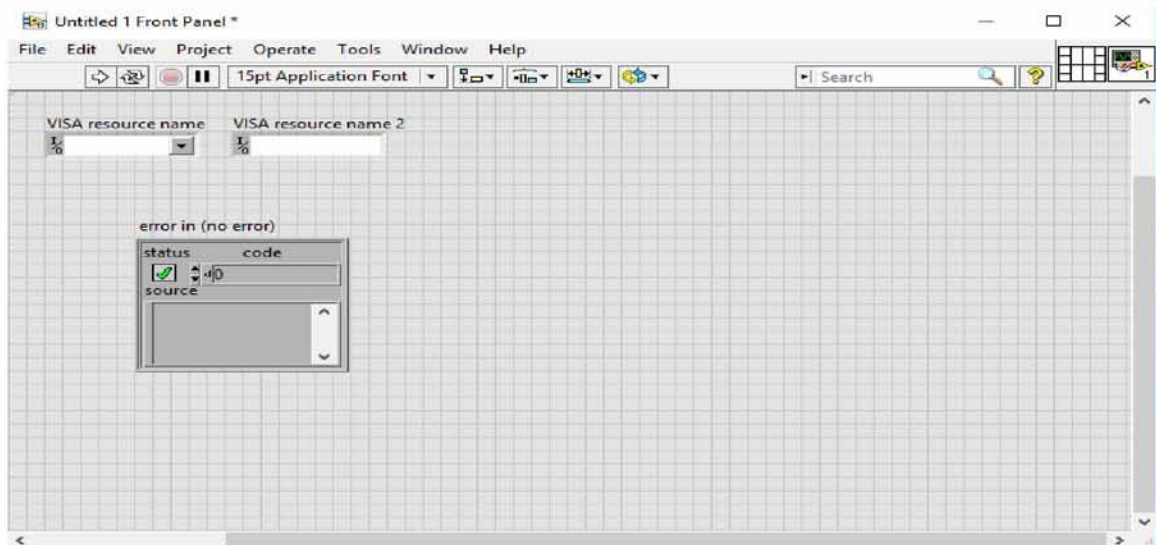 Untitled 1 Front Panel *
File Edit View Project Operate Tools Window Help
15pt Application Font Search ?
1
VISA resource name VISA resource name 2
I/O I/O
error in (no error)
status code
0
source